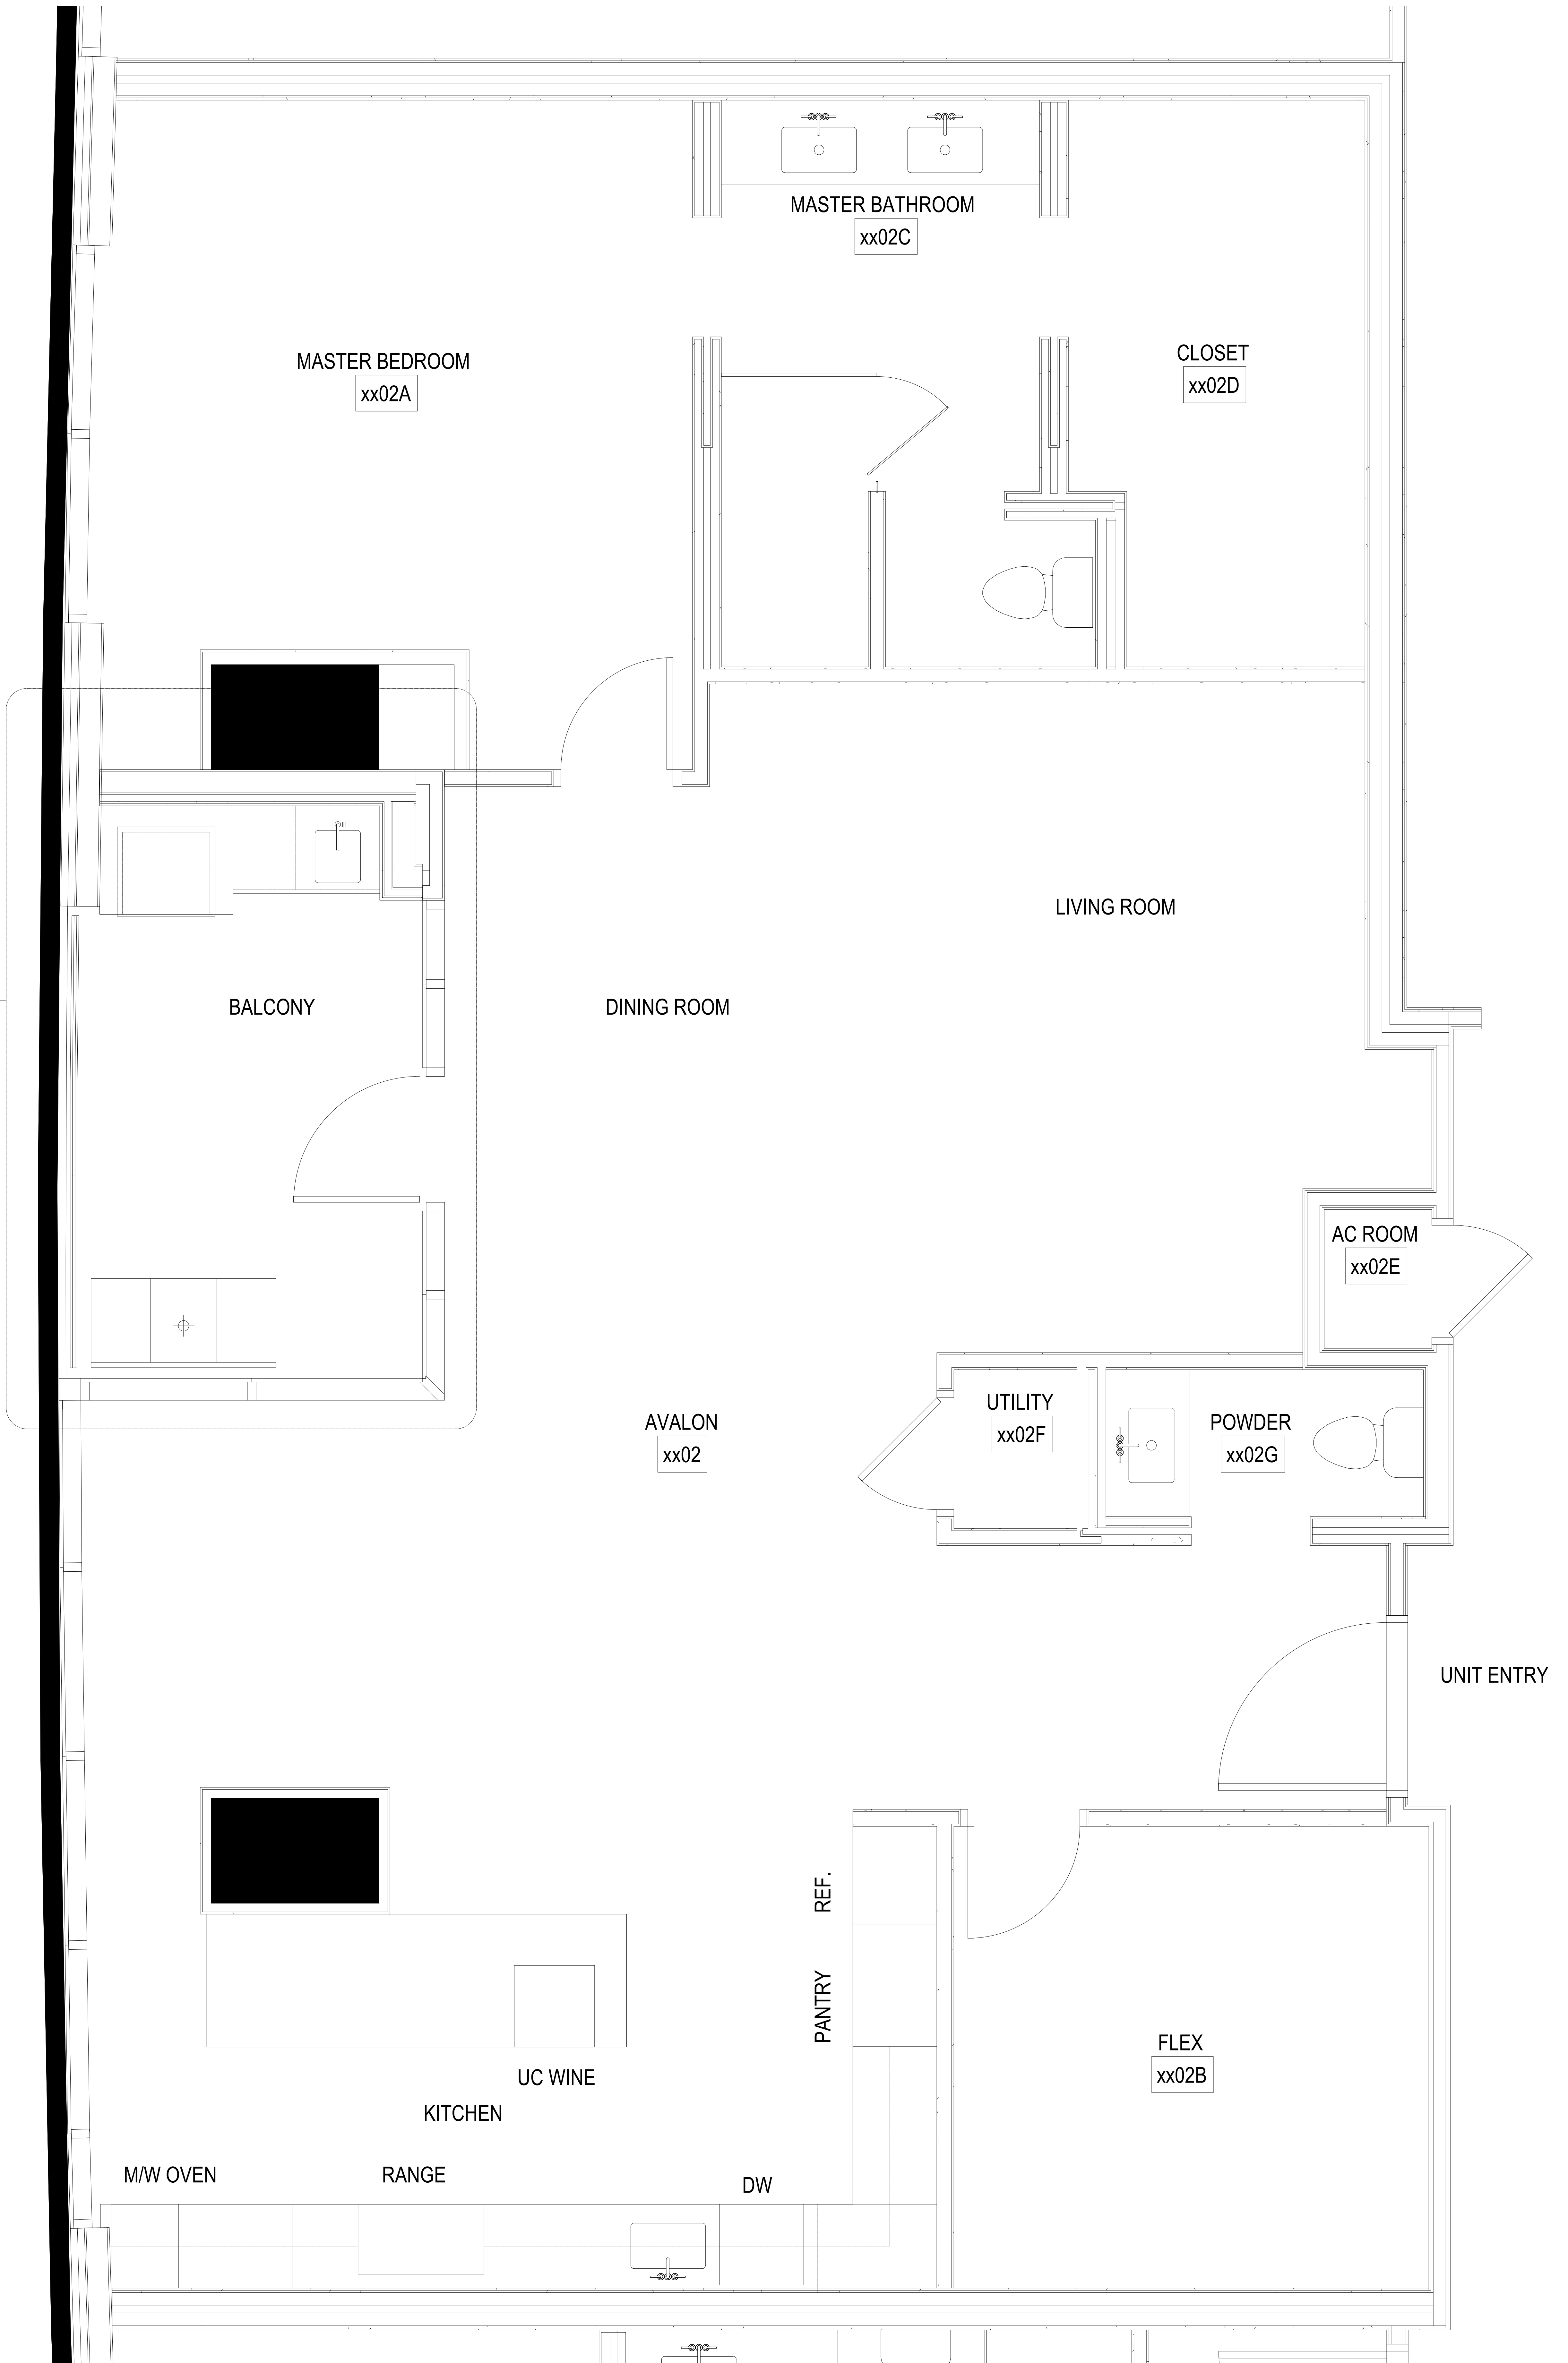 MASTER BATHROOM
xx02C
MASTER BEDROOM
xx02A
CLOSET
xx02D
LIVING ROOM
BALCONY
DINING ROOM
AC ROOM
xx02E
UTILITY
xx02F
POWDER
xx02G
AVALON
xx02
UNIT ENTRY
REF.
PANTRY
FLEX
xx02B
UC WINE
KITCHEN
M/W OVEN
RANGE
DW